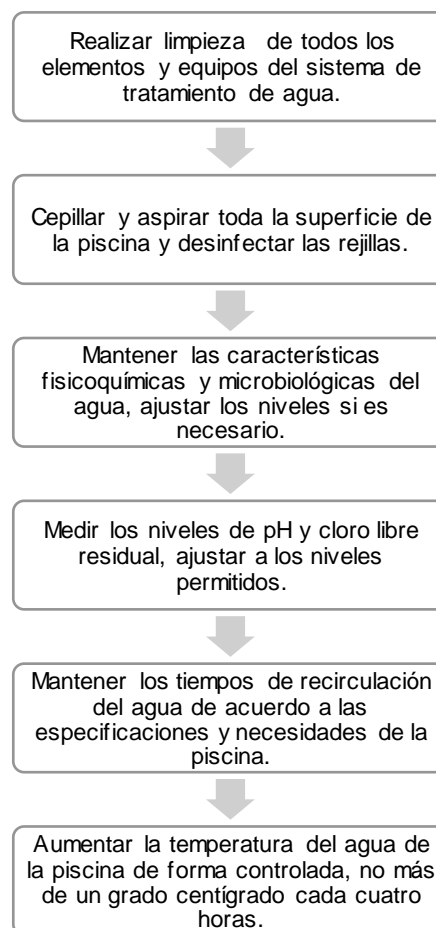 Realizar limpieza de todos los
elementos y equipos del sistema de
tratamiento de agua.
Cepillar y aspirar toda la superficie de
la piscina y desinfectar las rejillas.
Mantener las características
fisicoquímicas y microbiológicas del
agua, ajustar los niveles si es
necesario.
Medir los niveles de pH y cloro libre
residual, ajustar a los niveles
permitidos.
Mantener los tiempos de recirculación
del agua de acuerdo a las
especificaciones y necesidades de la
piscina.
Aumentar la temperatura del agua de
la piscina de forma controlada, no más
de un grado centígrado cada cuatro
horas.